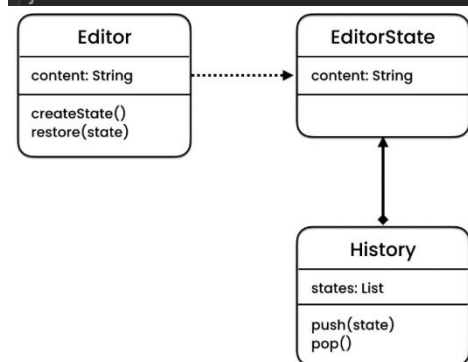 Editor
content: String
createState()
restore(state)
EditorState
content: String
History
states: List
push(state)
pop()